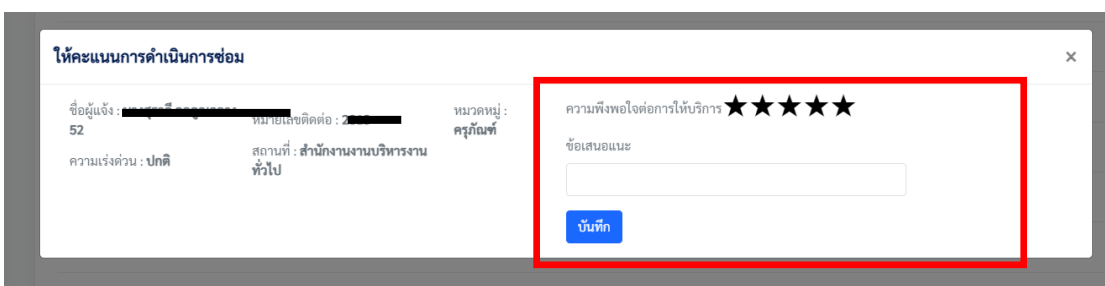 ให้คะแนนการดำเนินการซ่อม
×
ชื่อผู้แจ้ง :
52
หมายเลขติดต่อ : 2
หมวดหมู่ :
ครุภัณฑ์
ความเร่งด่วน : ปกติ
สถานที่ : สำนักงานงานบริหารงาน
ทั่วไป
ความพึงพอใจต่อการให้บริการ ★★★★★
ข้อเสนอแนะ
บันทึก